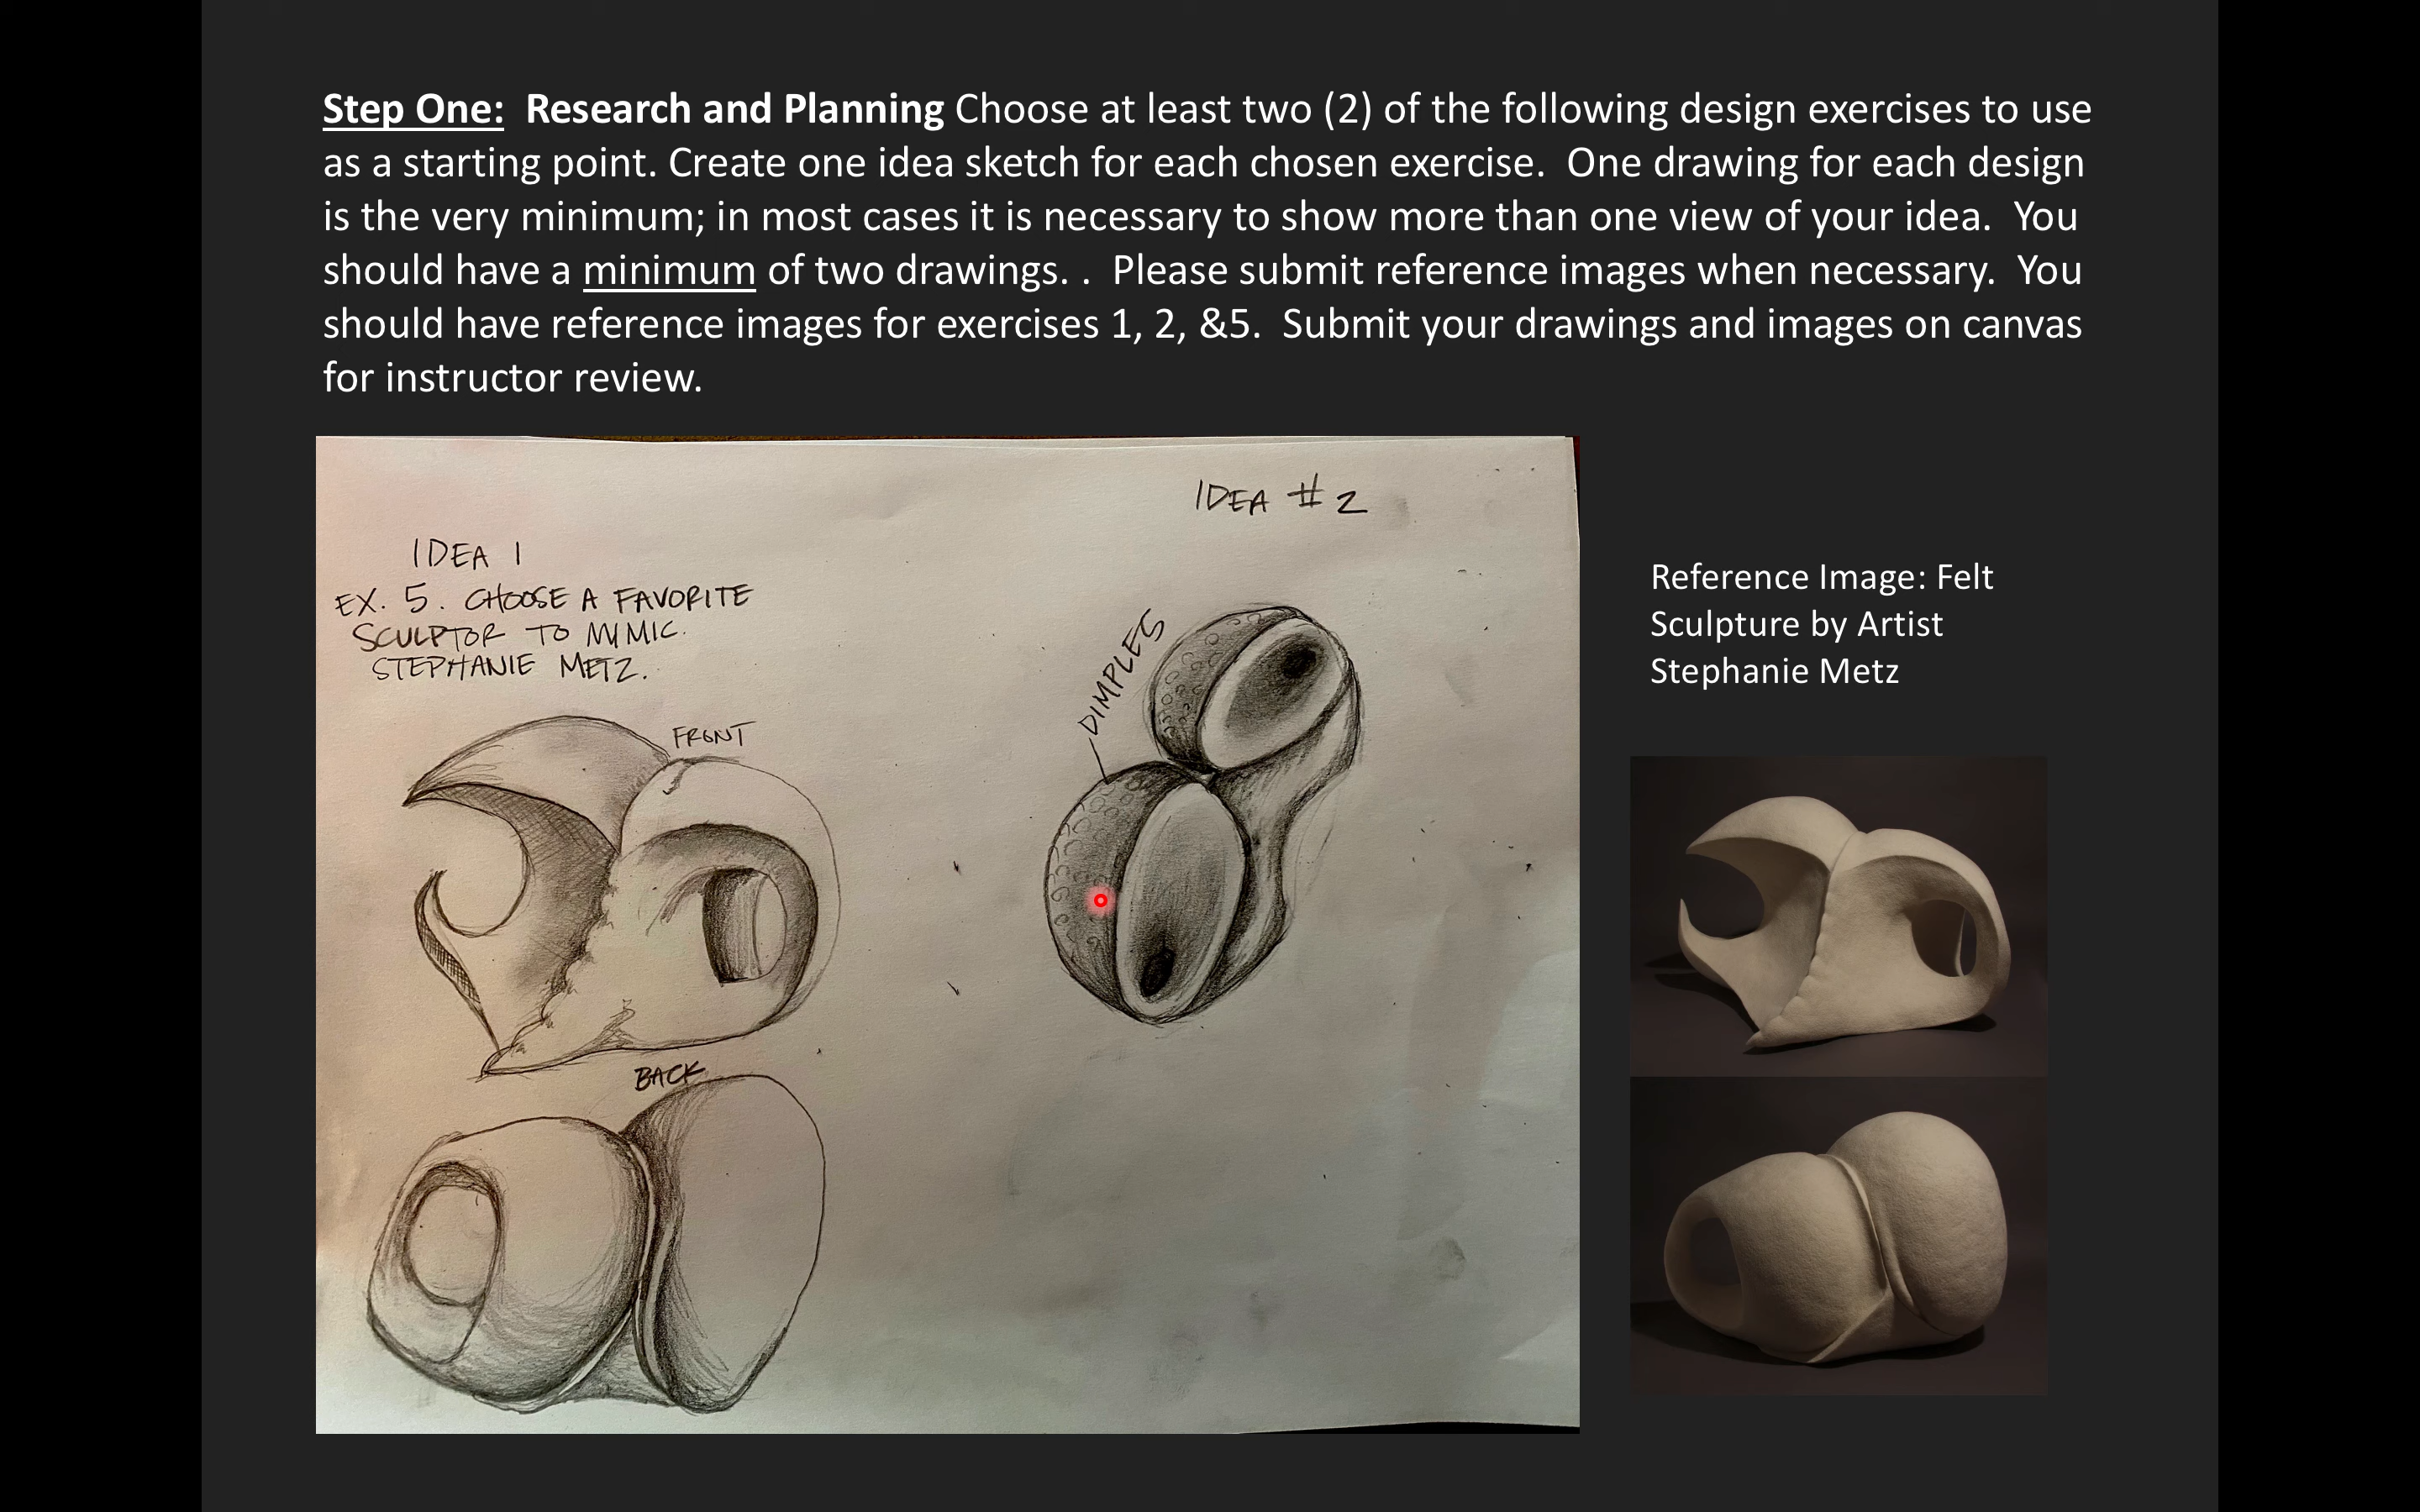 Step One:  Research and Planning Choose at least two (2) of the following design exercises to use
as a starting point. Create one idea sketch for each chosen exercise.  One drawing for each design
is the very minimum; in most cases it is necessary to show more than one view of your idea.  You
should have a minimum of two drawings. .  Please submit reference images when necessary.  You
should have reference images for exercises 1, 2, &5.  Submit your drawings and images on canvas
for instructor review.
IDEA 1
EX. 5. CHOOSE A FAVORITE
SCULPTOR TO MIMIC.
STEPHANIE METZ.
FRONT
BACK
IDEA #2
DIMPLES
Reference Image: Felt
Sculpture by Artist
Stephanie Metz